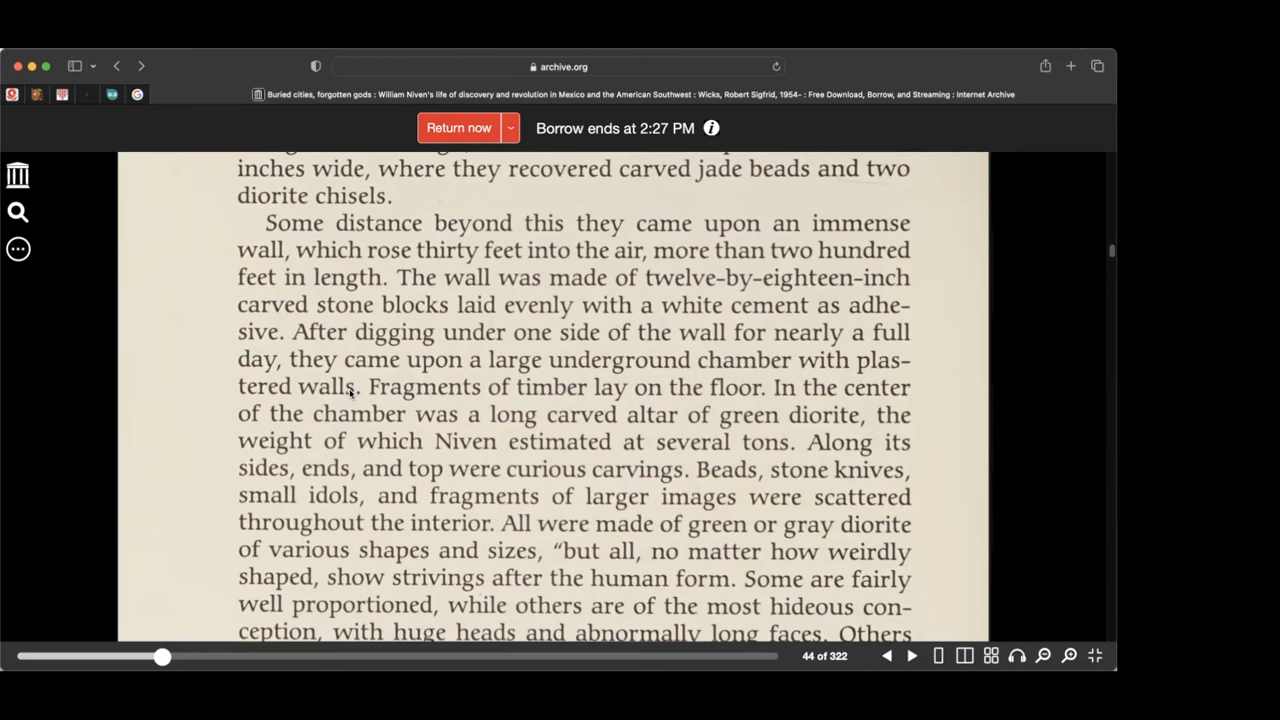 archive.org
Buried cities, forgotten gods : William Niven's life of discovery and revolution in Mexico and the American Southwest : Wicks, Robert Sigfrid, 1954- : Free Download, Borrow, and Streaming : Internet Archive
Return now Borrow ends at 2:27 PM
inches wide, where they recovered carved jade beads and two
diorite chisels.
Some distance beyond this they came upon an immense
wall, which rose thirty feet into the air, more than two hundred
feet in length. The wall was made of twelve-by-eighteen-inch
carved stone blocks laid evenly with a white cement as adhe-
sive. After digging under one side of the wall for nearly a full
day, they came upon a large underground chamber with plas-
tered walls. Fragments of timber lay on the floor. In the center
of the chamber was a long carved altar of green diorite, the
weight of which Niven estimated at several tons. Along its
sides, ends, and top were curious carvings. Beads, stone knives,
small idols, and fragments of larger images were scattered
throughout the interior. All were made of green or gray diorite
of various shapes and sizes, “but all, no matter how weirdly
shaped, show strivings after the human form. Some are fairly
well proportioned, while others are of the most hideous con-
ception, with huge heads and abnormally long faces. Others
44 of 322